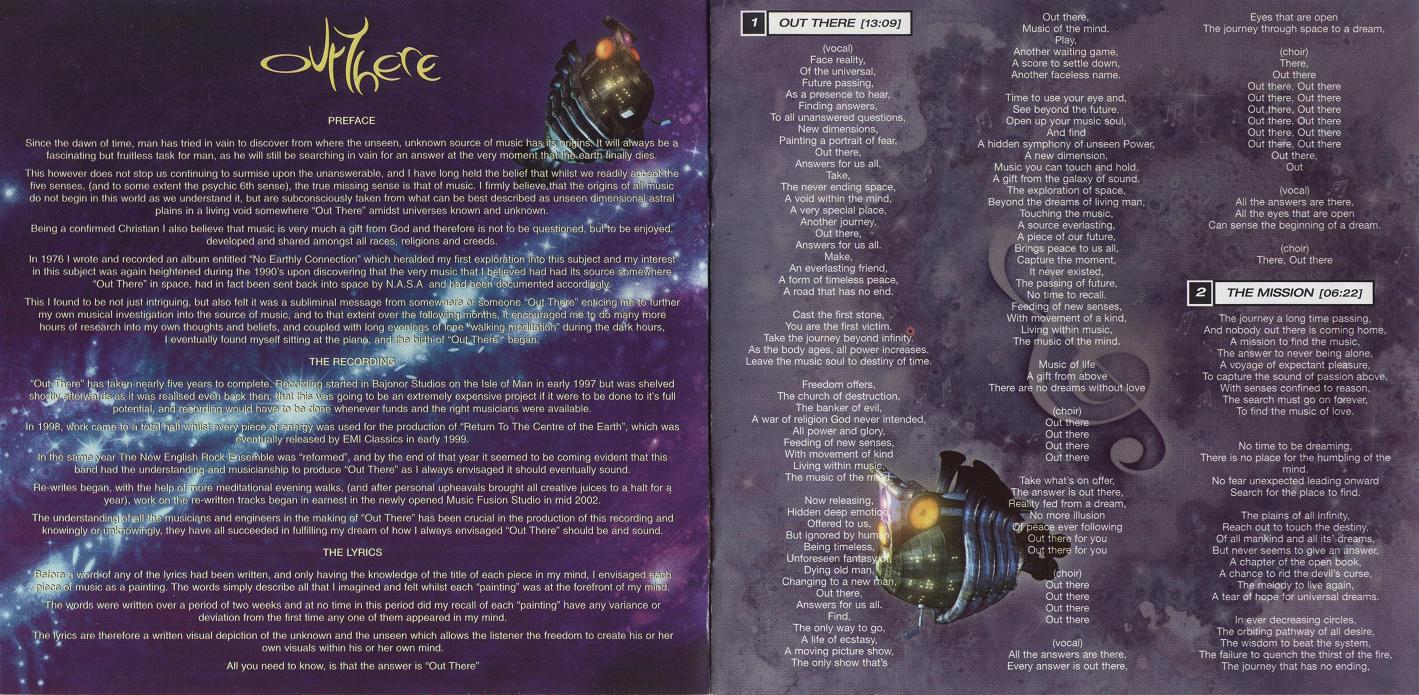 OutThere
PREFACE
Since the dawn of time, man has tried in vain to discover from where the unseen, unknown source of music has its origins. It will always be a
fascinating but fruitless task for man, as he will still be searching in vain for an answer at the very moment that the earth finally dies.
This however does not stop us continuing to surmise upon the unanswerable, and I have long held the belief that whilst we readily accept the
five senses, (and to some extent the psychic 6th sense), the true missing sense is that of music. I firmly believe,that the origins of all music
do not begin in this world as we understand it, but are subconsciously taken from what can be best described as unseen dimensional astral
plains in a living void somewhere “Out There” amidst universes known and unknown.
Being a confirmed Christian I also believe that music is very much a gift from God and therefore is not to be questioned, but to be enjoyed,
developed and shared amongst all races, religions and creeds.
In 1976 I wrote and recorded an album entitled “No Earthly Connection” which heralded my first exploration into this subject and my interest
in this subject was again heightened during the 1990’s upon discovering that the very music that I believed had had its source somewhere
“Out There” in space, had in fact been sent back into space by N.A.S.A and had been documented accordingly.
This I found to be not just intriguing, but also felt it was a subliminal message from somewhere or someone “Out There” enticing me to further
my own musical investigation into the source of music, and to that extent over the following months, it encouraged me to do many more
hours of research into my own thoughts and beliefs, and coupled with long evenings of lone “walking meditation” during the dark hours,
I eventually found myself sitting at the piano, and the birth of “Out There ” began.
THE RECORDING
“Out There” has taken nearly five years to complete. Recording started in Bajonor Studios on the Isle of Man in early 1997 but was shelved
shortly afterwards as it was realised even back then, that this was going to be an extremely expensive project if it were to be done to it’s full
potential, and recording would have to be done whenever funds and the right musicians were available.
In 1998, work came to a total halt whilst every piece of energy was used for the production of “Return To The Centre of the Earth”, which was
eventually released by EMI Classics in early 1999.
In the same year The New English Rock Ensemble was “reformed”, and by the end of that year it seemed to be coming evident that this
band had the understanding and musicianship to produce “Out There” as I always envisaged it should eventually sound.
Re-writes began, with the help of more meditational evening walks, (and after personal upheavals brought all creative juices to a halt for a
year), work on the re-written tracks began in earnest in the newly opened Music Fusion Studio in mid 2002.
The understanding of all the musicians and engineers in the making of “Out There” has been crucial in the production of this recording and
knowingly or unknowingly, they have all succeeded in fulfilling my dream of how I always envisaged “Out There” should be and sound.
THE LYRICS
Before a word of any of the lyrics had been written, and only having the knowledge of the title of each piece in my mind, I envisaged each
piece of music as a painting. The words simply describe all that I imagined and felt whilst each “painting” was at the forefront of my mind.
The words were written over a period of two weeks and at no time in this period did my recall of each “painting” have any variance or
deviation from the first time any one of them appeared in my mind.
The lyrics are therefore a written visual depiction of the unknown and the unseen which allows the listener the freedom to create his or her
own visuals within his or her own mind.
All you need to know, is that the answer is “Out There”
1 OUT THERE [13:09]
(vocal)
Face reality,
Of the universal,
Future passing,
As a presence to hear,
Finding answers,
To all unanswered questions,
New dimensions,
Painting a portrait of fear,
Out there,
Answers for us all.
Take,
The never ending space,
A void within the mind,
A very special place,
Another journey,
Out there,
Answers for us all.
Make,
An everlasting friend,
A form of timeless peace,
A road that has no end.
Cast the first stone,
You are the first victim.
Take the journey beyond infinity.
As the body ages, all power increases.
Leave the music soul to destiny of time.
Freedom offers,
The church of destruction,
The banker of evil,
A war of religion God never intended,
All power and glory,
Feeding of new senses,
With movement of kind
Living within music,
The music of the mind.
Now releasing,
Hidden deep emotion,
Offered to us,
But ignored by human,
Being timeless,
Unforeseen fantasy or,
Dying old man,
Changing to a new man,
Out there,
Answers for us all.
Find,
The only way to go,
A life of ecstasy,
A moving picture show,
The only show that’s
Out there,
Music of the mind.
Play,
Another waiting game,
A score to settle down,
Another faceless name.
Time to use your eye and,
See beyond the future,
Open up your music soul,
And find
A hidden symphony of unseen Power,
A new dimension,
Music you can touch and hold.
A gift from the galaxy of sound.
The exploration of space,
Beyond the dreams of living man,
Touching the music,
A source everlasting,
A piece of our future,
Brings peace to us all,
Capture the moment,
It never existed,
The passing of future,
No time to recall.
Feeding of new senses,
With movement of a kind,
Living within music,
The music of the mind.
Music of life
A gift from above
There are no dreams without love
(choir)
Out there
Out there
Out there
Out there
Take what’s on offer,
The answer is out there,
Reality fed from a dream,
No more illusion
Of peace ever following
Out there for you
Out there for you
(choir)
Out there
Out there
Out there
Out there
(vocal)
All the answers are there,
Every answer is out there,
Eyes that are open
The journey through space to a dream,
(choir)
There,
Out there
Out there, Out there
Out there, Out there
Out there, Out there
Out there, Out there
Out there, Out there
Out there, Out there
Out there,
Out
(vocal)
All the answers are there,
All the eyes that are open
Can sense the beginning of a dream.
(choir)
There, Out there
2 THE MISSION [06:22]
The journey a long time passing,
And nobody out there is coming home,
A mission to find the music,
The answer to never being alone,
A voyage of expectant pleasure,
To capture the sound of passion above,
With senses confined to reason,
The search must go on forever,
To find the music of love.
No time to be dreaming,
There is no place for the humbling of the
mind.
No fear unexpected leading onward
Search for the place to find.
The plains of all infinity,
Reach out to touch the destiny,
Of all mankind and all its’ dreams,
But never seems to give an answer,
A chapter of the open book,
A chance to rid the devil’s curse,
The melody to live again,
A tear of hope for universal dreams.
In ever decreasing circles,
The orbiting pathway of all desire,
The wisdom to beat the system,
The failure to quench the thirst of the fire,
The journey that has no ending,